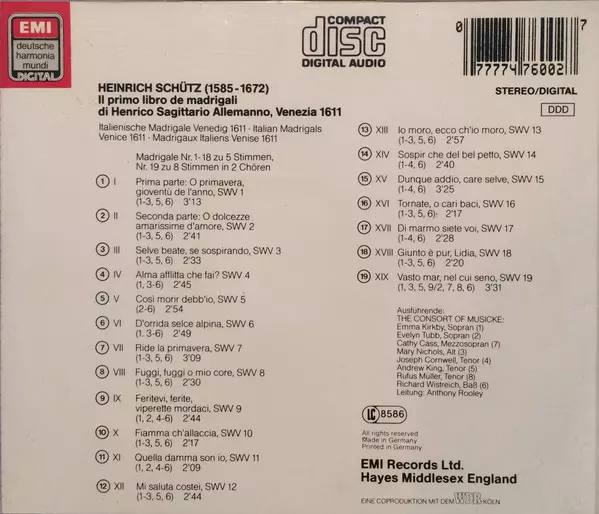 EMI
deutsche
harmonia
mundi
DIGITAL
COMPACT
disc
DIGITAL AUDIO
0
77774 76002
7
STEREO/DIGITAL
DDD
HEINRICH SCHÜTZ (1585-1672)
Il primo libro de madrigali
di Henrico Sagittario Allemanno, Venezia 1611
Italienische Madrigale Venedig 1611 · Italian Madrigals
Venice 1611 · Madrigaux Italiens Venise 1611
Madrigale Nr. 1-18 zu 5 Stimmen,
Nr. 19 zu 8 Stimmen in 2 Chören
1 I Prima parte: O primavera,
gioventù de l'anno, SWV 1
(1-3, 5, 6) 3'13
2 II Seconda parte: O dolcezze
amarissime d'amore, SWV 2
(1-3, 5, 6) 2'41
3 III Selve beate, se sospirando, SWV 3
(1-3, 5, 6) 2'33
4 IV Alma afflitta che fai? SWV 4
(1, 3-6) 2'45
5 V Così morir debb'io, SWV 5
(2-6) 2'54
6 VI D'orrida selce alpina, SWV 6
(1-3, 5, 6) 2'49
7 VII Ride la primavera, SWV 7
(1-3, 5, 6) 3'09
8 VIII Fuggi, fuggi o mio core, SWV 8
(1-3, 5, 6) 2'30
9 IX Feritevi, ferite,
viperette mordaci, SWV 9
(1, 2, 4-6) 2'44
10 X Fiamma ch'allaccia, SWV 10
(1-3, 5, 6) 2'17
11 XI Quella damma son io, SWV 11
(1, 2, 4-6) 2'09
12 XII Mi saluta costei, SWV 12
(1-3, 5, 6) 2'44
13 XIII Io moro, ecco ch'io moro, SWV 13
(1-3, 5, 6) 2'57
14 XIV Sospir che del bel petto, SWV 14
(1-4, 6) 2'40
15 XV Dunque addio, care selve, SWV 15
(1-4, 6) 3'25
16 XVI Tornate, o cari baci, SWV 16
(1-3, 5, 6) 2'17
17 XVII Di marmo siete voi, SWV 17
(1-4, 6) 2'28
18 XVIII Giunto è pur, Lidia, SWV 18
(1-4, 6) 2'20
19 XIX Vasto mar, nel cui seno, SWV 19
(1, 3, 5, 9/2, 7, 8, 6) 3'31
Ausführende:
THE CONSORT OF MUSICKE:
Emma Kirkby, Sopran (1)
Evelyn Tubb, Sopran (2)
Cathy Cass, Mezzosopran (7)
Mary Nichols, Alt (3)
Joseph Cornwell, Tenor (4)
Andrew King, Tenor (5)
Rufus Müller, Tenor (8)
Richard Wistreich, Baß (6)
Leitung: Anthony Rooley
LC 8586
All rights reserved
Made in Germany
Printed in Germany
EMI Records Ltd.
Hayes Middlesex England
EINE COPRODUKTION MIT DEM WDR KÖLN